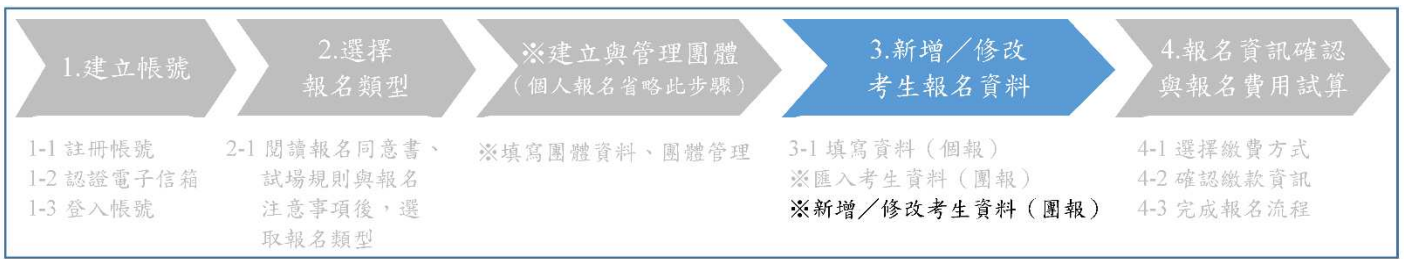 1.建立帳號
2.選擇
報名類型
※建立與管理團體
（個人報名省略此步驟）
3.新增／修改
考生報名資料
4.報名資訊確認
與報名費用試算
1-1 註冊帳號
1-2 認證電子信箱
1-3 登入帳號
2-1 閱讀報名同意書、
試場規則與報名
注意事項後，選
取報名類型
※填寫團體資料、團體管理
3-1 填寫資料（個報）
※匯入考生資料（團報）
※新增／修改考生資料（團報）
4-1 選擇繳費方式
4-2 確認繳款資訊
4-3 完成報名流程